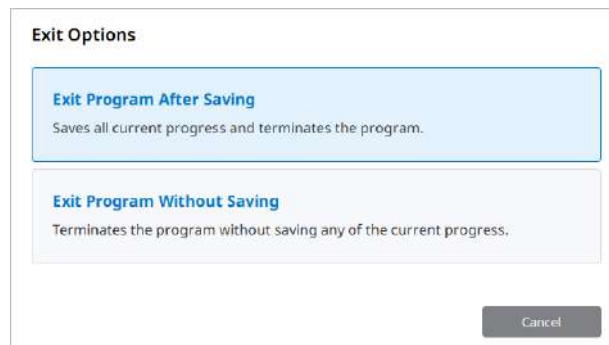 Exit Options
Exit Program After Saving
Saves all current progress and terminates the program.
Exit Program Without Saving
Terminates the program without saving any of the current progress.
Cancel